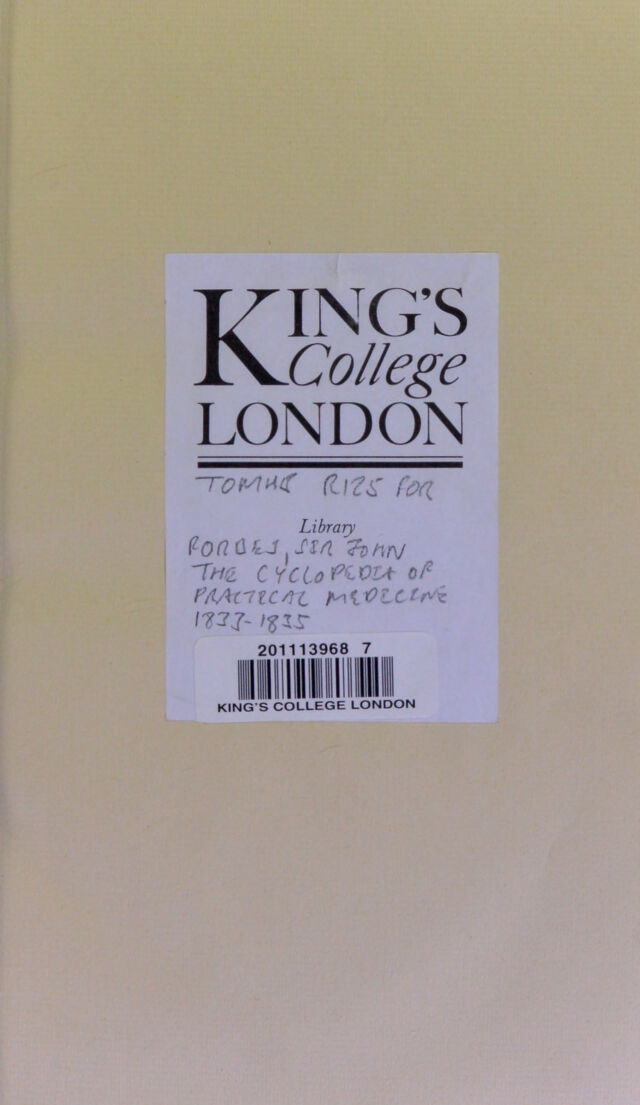 KING'S
College
LONDON
TOMHS R125 FOR
Library
FORBES, SIR JOHN
THE CYCLOPEDIA OF
PRACTICAL MEDICINE
1833-1835
201113968 7
KING'S COLLEGE LONDON